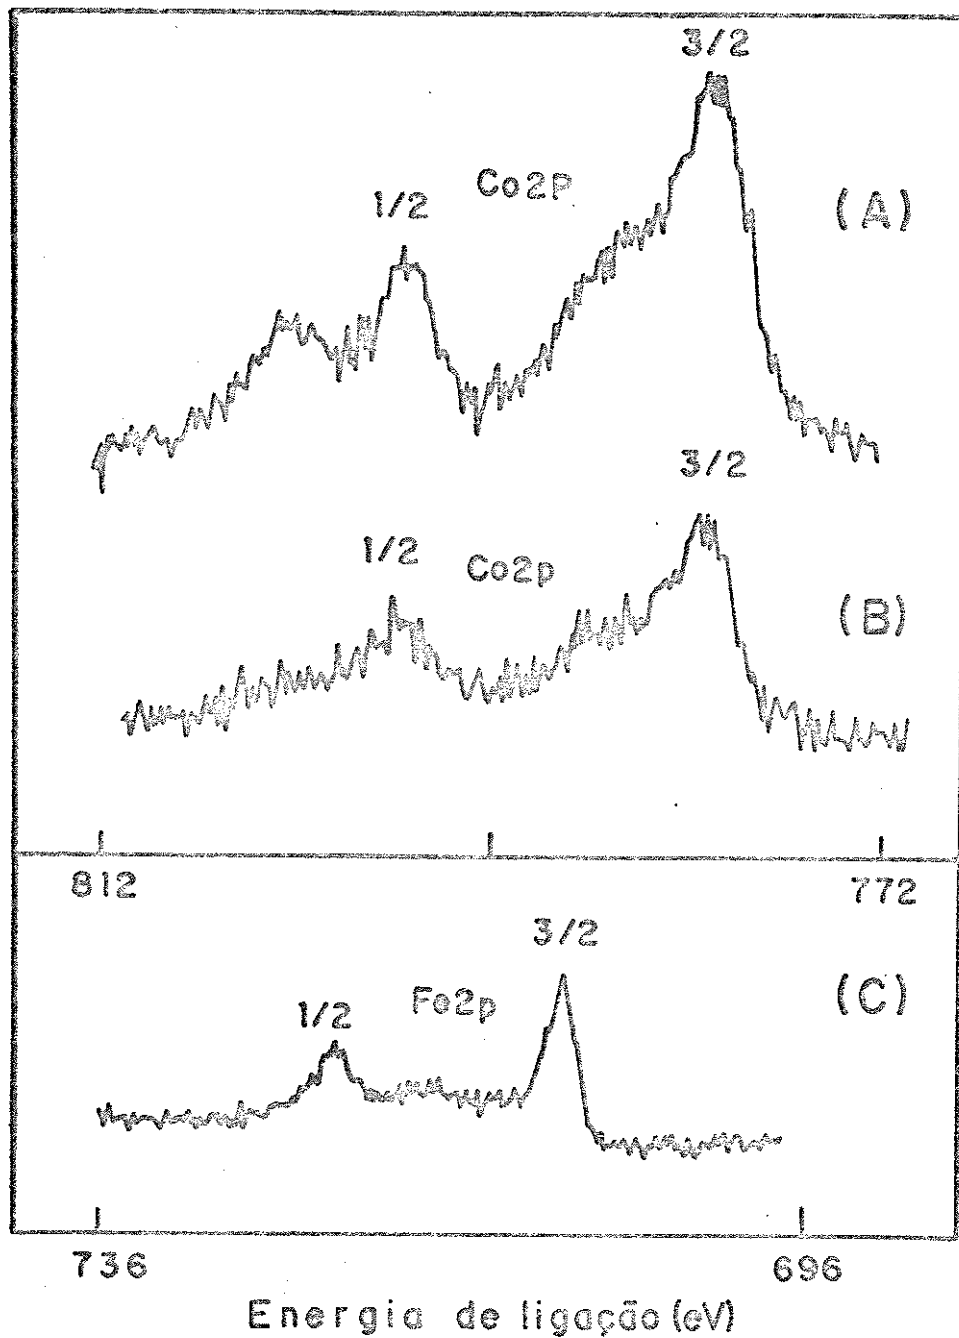 3/2
1/2 Co2P (A)
3/2
1/2 Co2p (B)
812 772
3/2
1/2 Fe2p (C)
736 696
Energia de ligação (eV)